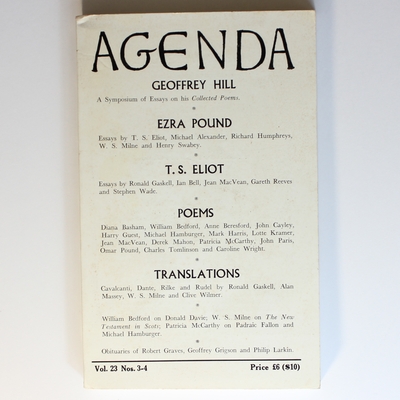 AGENDA
GEOFFREY HILL
A Symposium of Essays on his Collected Poems.
*
EZRA POUND
Essays by T. S. Eliot, Michael Alexander, Richard Humphreys,
W. S. Milne and Henry Swabey.
*
T. S. ELIOT
Essays by Ronald Gaskell, Ian Bell, Jean MacVean, Gareth Reeves
and Stephen Wade.
*
POEMS
Diana Basham, William Bedford, Anne Beresford, John Cayley,
Harry Guest, Michael Hamburger, Mark Harris, Lotte Kramer,
Jean MacVean, Derek Mahon, Patricia McCarthy, John Paris,
Omar Pound, Charles Tomlinson and Caroline Wright.
*
TRANSLATIONS
Cavalcanti, Dante, Rilke and Rudel by Ronald Gaskell, Alan
Massey, W. S. Milne and Clive Wilmer.
*
William Bedford on Donald Davie; W. S. Milne on The New
Testament in Scots; Patricia McCarthy on Padraic Fallon and
Michael Hamburger.
*
Obituaries of Robert Graves, Geoffrey Grigson and Philip Larkin.
Vol. 23 Nos. 3-4 Price £6 ($10)